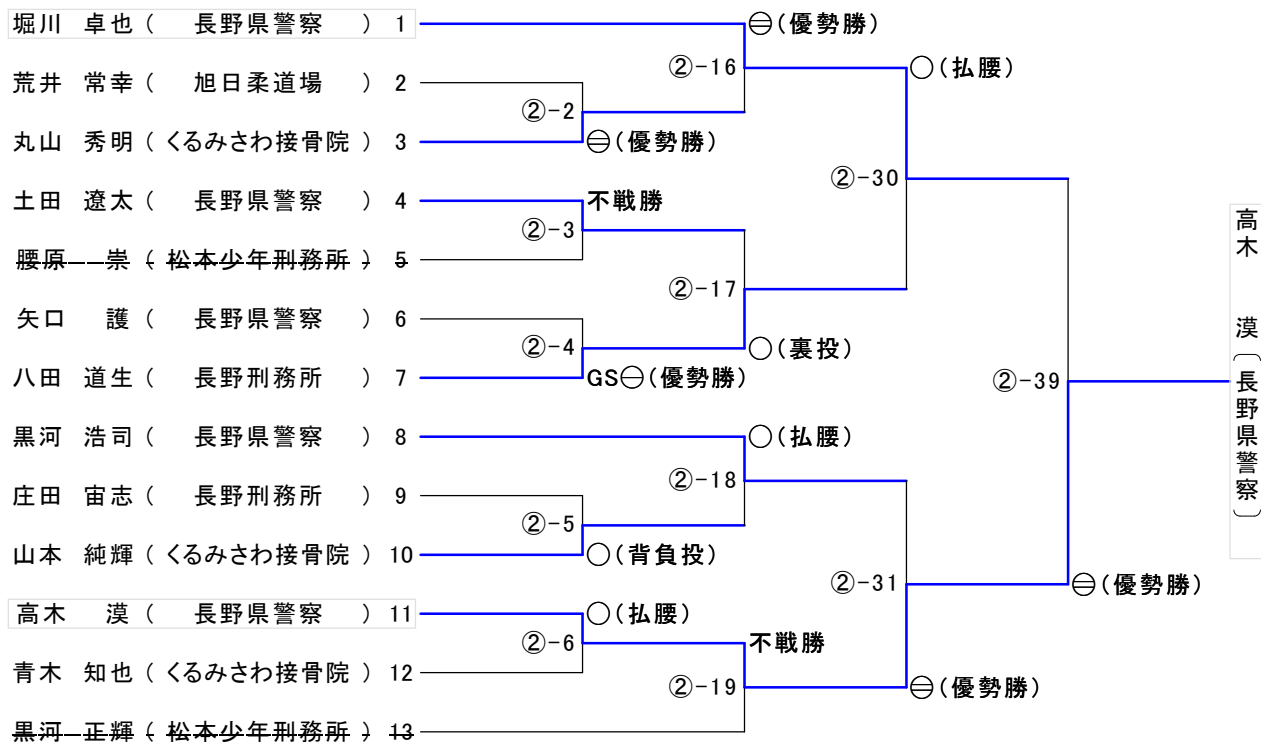 堀川 卓也 ( 長野県警察 ) 1
⊖(優勢勝)
②-16
○(払腰)
荒井 常幸 ( 旭日柔道場 ) 2
②-2
丸山 秀明 ( くるみさわ接骨院 ) 3
⊖(優勢勝)
②-30
土田 遼太 ( 長野県警察 ) 4
不戦勝
②-3
腰原 崇 ( 松本少年刑務所 ) 5
②-17
矢口 護 ( 長野県警察 ) 6
②-4
○(裏投)
八田 道生 ( 長野刑務所 ) 7
GS⊖(優勢勝)
②-39
高木 漠
(長野県警察)
黒河 浩司 ( 長野県警察 ) 8
○(払腰)
②-18
庄田 宙志 ( 長野刑務所 ) 9
②-5
山本 純輝 ( くるみさわ接骨院 ) 10
○(背負投)
②-31
⊖(優勢勝)
高木 漠 ( 長野県警察 ) 11
○(払腰)
②-6
不戦勝
青木 知也 ( くるみさわ接骨院 ) 12
②-19
⊖(優勢勝)
黒河 正輝 ( 松本少年刑務所 ) 13